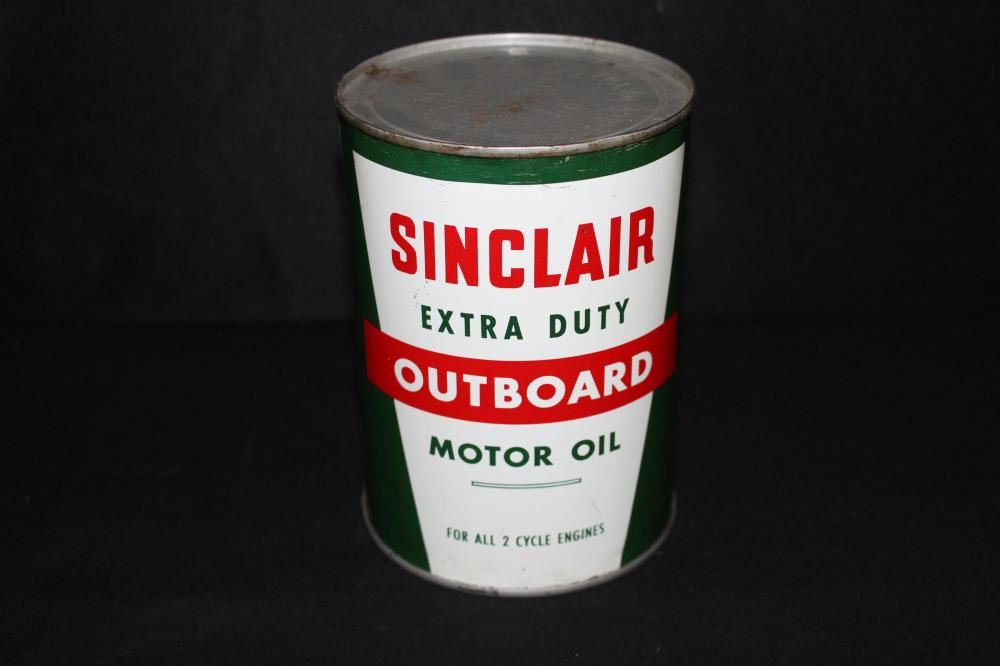 SINCLAIR
EXTRA DUTY
OUTBOARD
MOTOR OIL
FOR ALL 2 CYCLE ENGINES